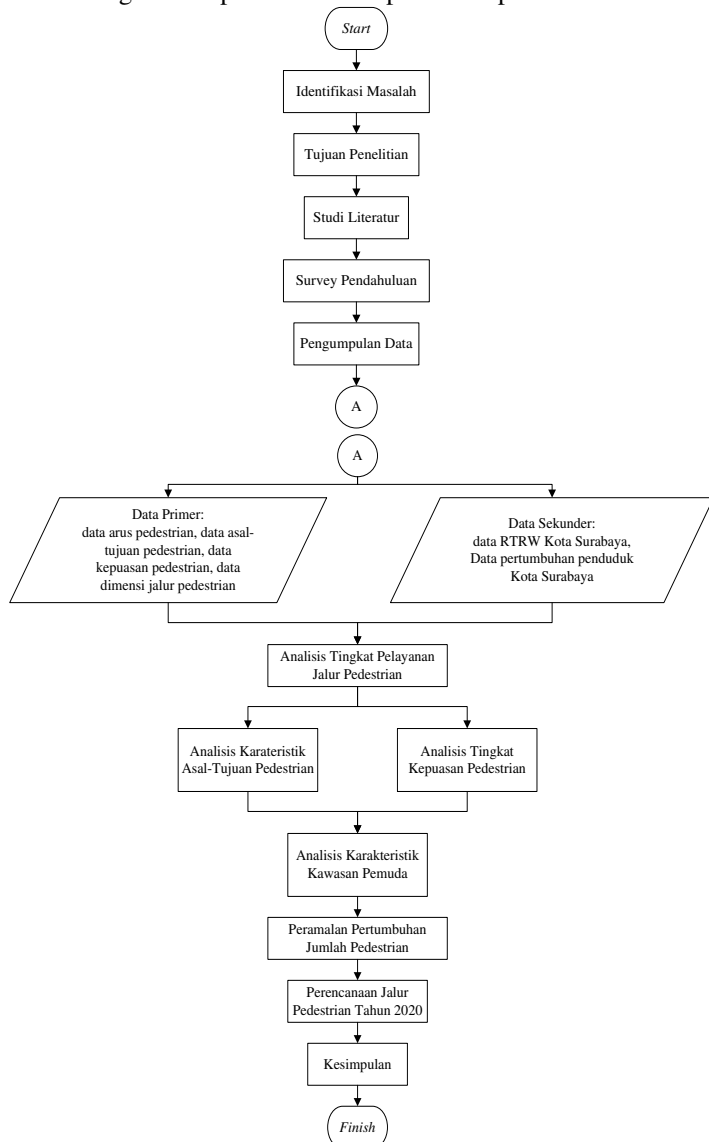 Start
Identifikasi Masalah
Tujuan Penelitian
Studi Literatur
Survey Pendahuluan
Pengumpulan Data
A
A
Data Primer:
data arus pedestrian, data asal-
tujuan pedestrian, data
kepuasan pedestrian, data
dimensi jalur pedestrian
Data Sekunder:
data RTRW Kota Surabaya,
Data pertumbuhan penduduk
Kota Surabaya
Analisis Tingkat Pelayanan
Jalur Pedestrian
Analisis Karateristik
Asal-Tujuan Pedestrian
Analisis Tingkat
Kepuasan Pedestrian
Analisis Karakteristik
Kawasan Pemuda
Peramalan Pertumbuhan
Jumlah Pedestrian
Perencanaan Jalur
Pedestrian Tahun 2020
Kesimpulan
Finish